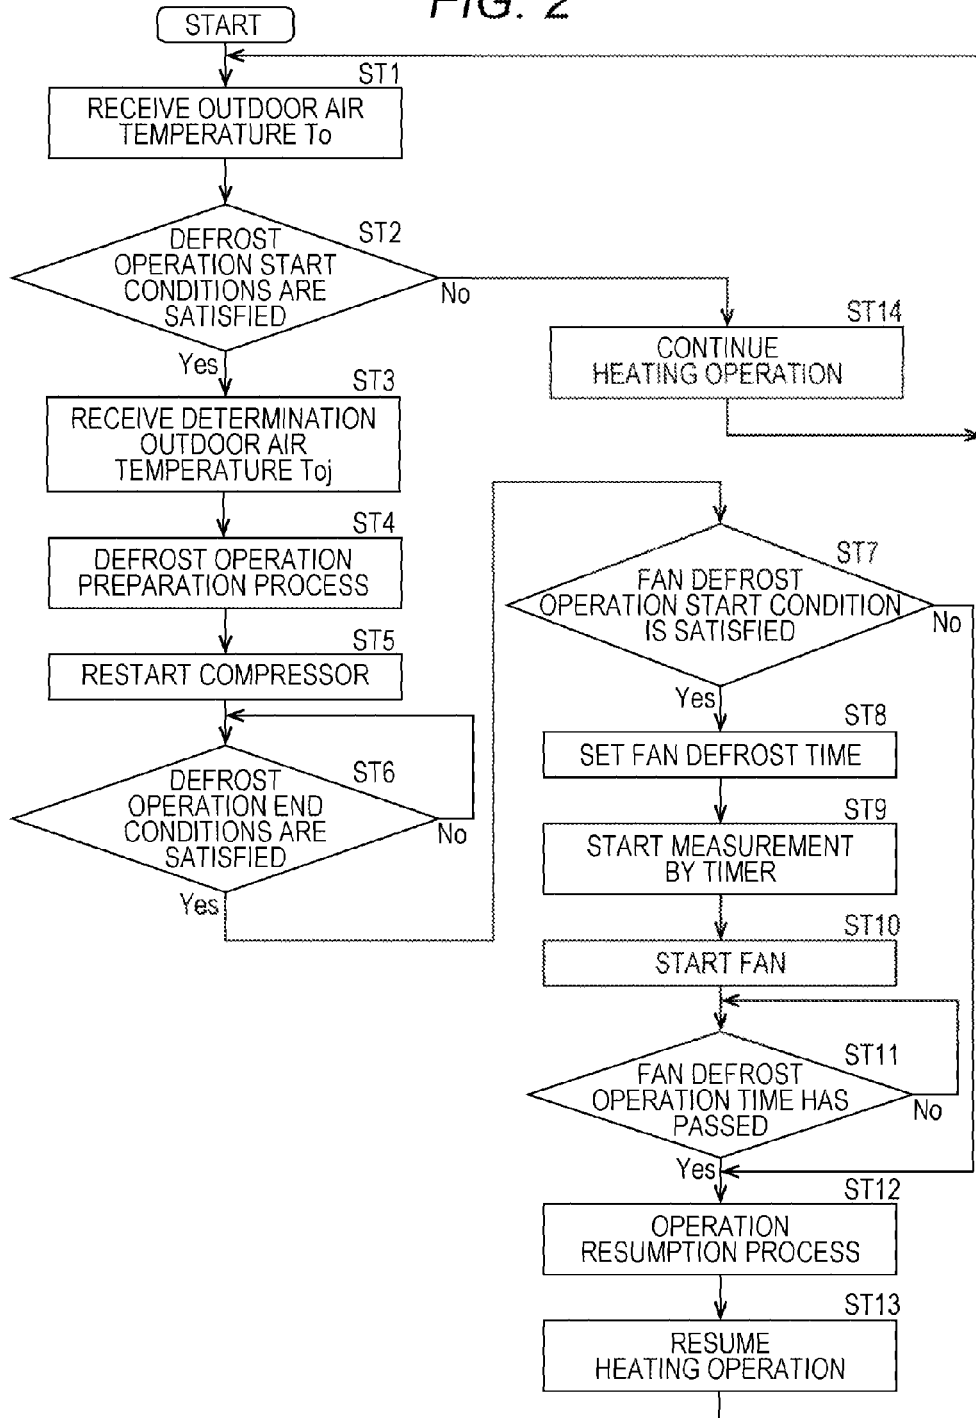 FIG. 2
START
ST1
RECEIVE OUTDOOR AIR
TEMPERATURE To
ST2
DEFROST
OPERATION START
CONDITIONS ARE
SATISFIED
No
Yes
ST14
CONTINUE
HEATING OPERATION
ST3
RECEIVE DETERMINATION
OUTDOOR AIR
TEMPERATURE Toj
ST4
DEFROST OPERATION
PREPARATION PROCESS
ST5
RESTART COMPRESSOR
ST6
DEFROST
OPERATION END
CONDITIONS ARE
SATISFIED
No
Yes
ST7
FAN DEFROST
OPERATION START CONDITION
IS SATISFIED
No
Yes
ST8
SET FAN DEFROST TIME
ST9
START MEASUREMENT
BY TIMER
ST10
START FAN
ST11
FAN DEFROST
OPERATION TIME HAS
PASSED
No
Yes
ST12
OPERATION
RESUMPTION PROCESS
ST13
RESUME
HEATING OPERATION